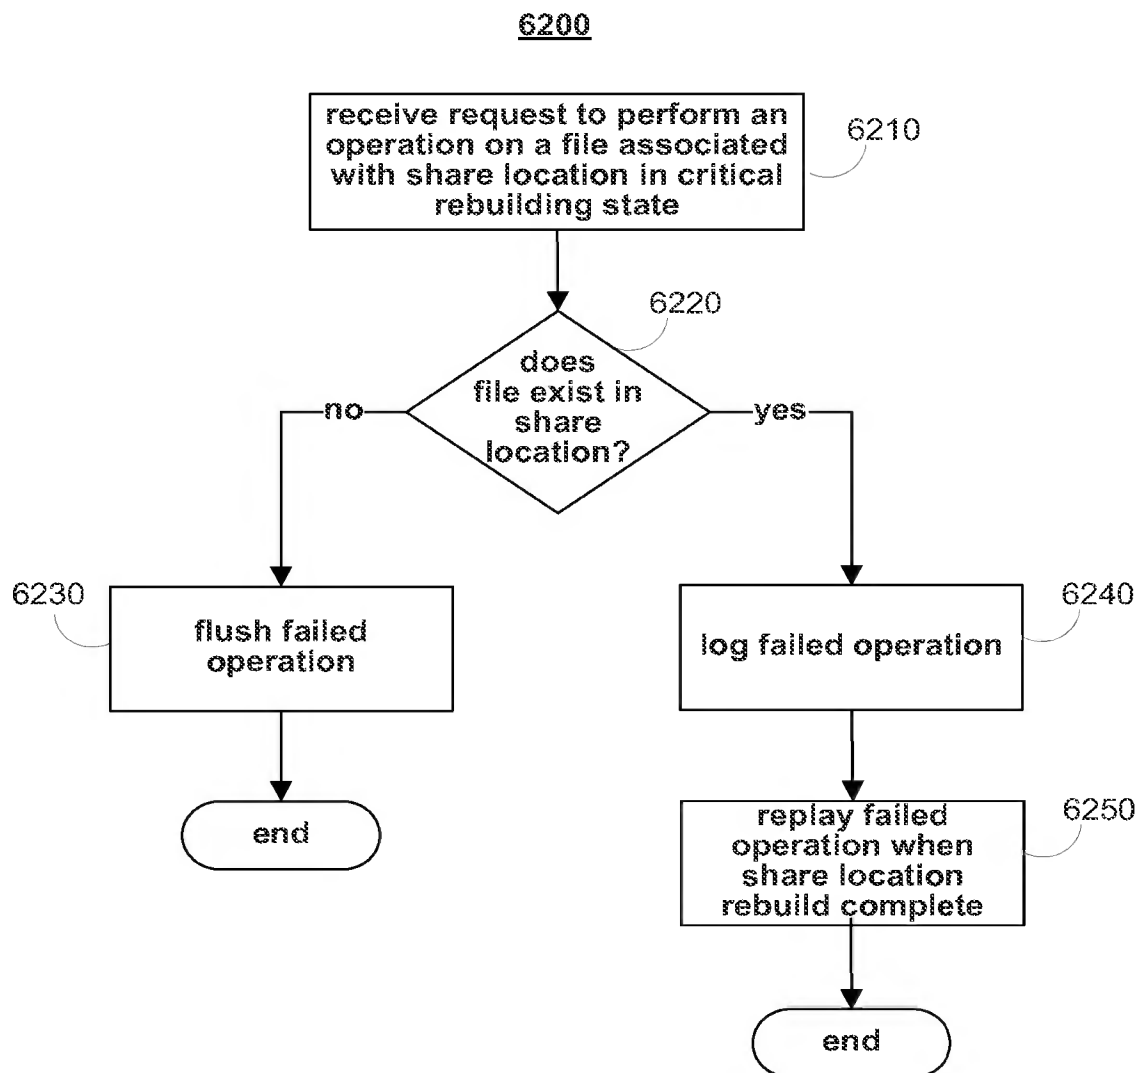 6200
receive request to perform an
operation on a file associated
with share location in critical
rebuilding state
6210
6220
does
file exist in
share
location?
no
yes
6230
flush failed
operation
6240
log failed operation
end
6250
replay failed
operation when
share location
rebuild complete
end